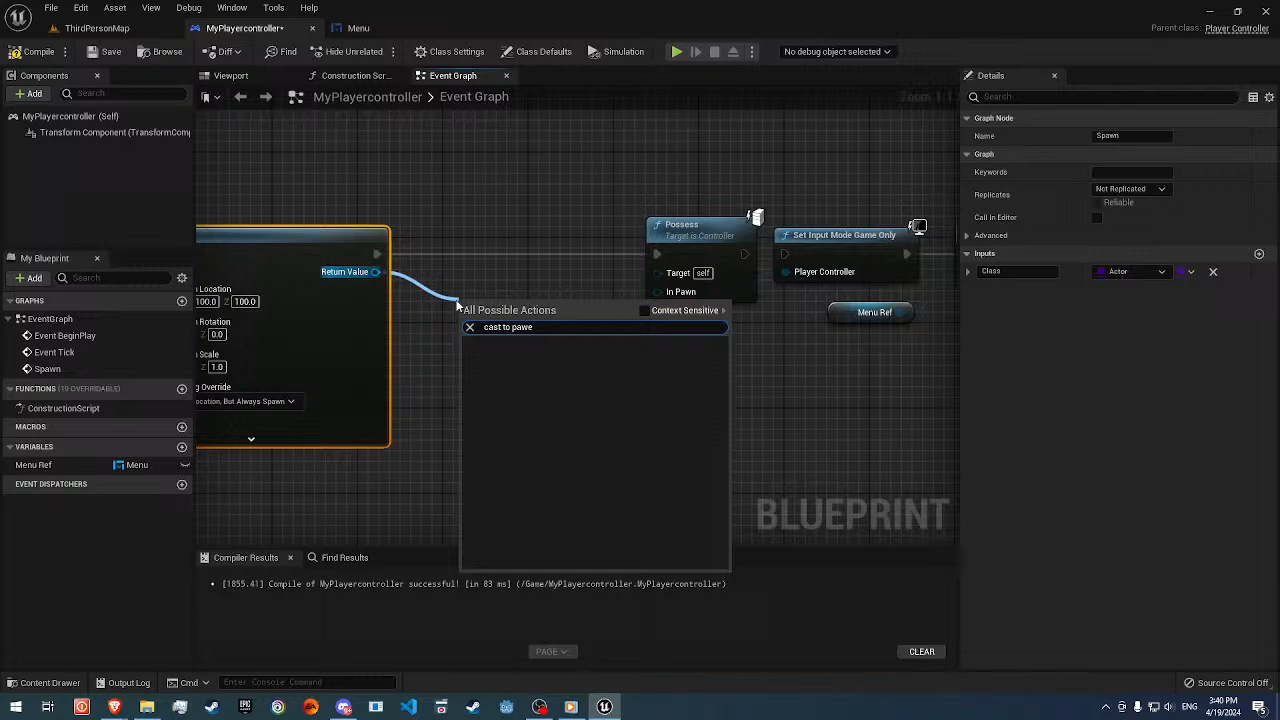 File Edit Asset View Debug Window Tools Help
ThirdPersonMap MyPlayercontroller* Menu Parent class: Player Controller
Compile Save Browse Diff Find Hide Unrelated Class Settings Class Defaults Simulation No debug object selected
Components Viewport Construction Scr... Event Graph Details
Add Search MyPlayercontroller > Event Graph Zoom 1:1 Search
MyPlayercontroller (Self)
Transform Component (TransformComp
Graph Node
Name Spawn
Graph
Keywords
Replicates Not Replicated
Reliable
Call In Editor
Advanced
Inputs
Class Actor
My Blueprint
Add Search
GRAPHS
EventGraph
Event BeginPlay
Event Tick
Spawn
FUNCTIONS (19 OVERRIDABLE)
ConstructionScript
MACROS
VARIABLES
Menu Ref Menu
EVENT DISPATCHERS
Return Value
n Location
100.0 Z 100.0
n Rotation
Z 0.0
n Scale
Z 1.0
g Override
ocation, But Always Spawn
Possess
Target is Controller
Target self
In Pawn
Set Input Mode Game Only
Player Controller
Menu Ref
All Possible Actions Context Sensitive
cast to pawe
BLUEPRINT
Compiler Results Find Results
[1855.41] Compile of MyPlayercontroller successful! [in 83 ms] (/Game/MyPlayercontroller.MyPlayercontroller)
PAGE CLEAR
Content Drawer Output Log Cmd Enter Console Command Source Control Off
3:40 PM
4/19/2024